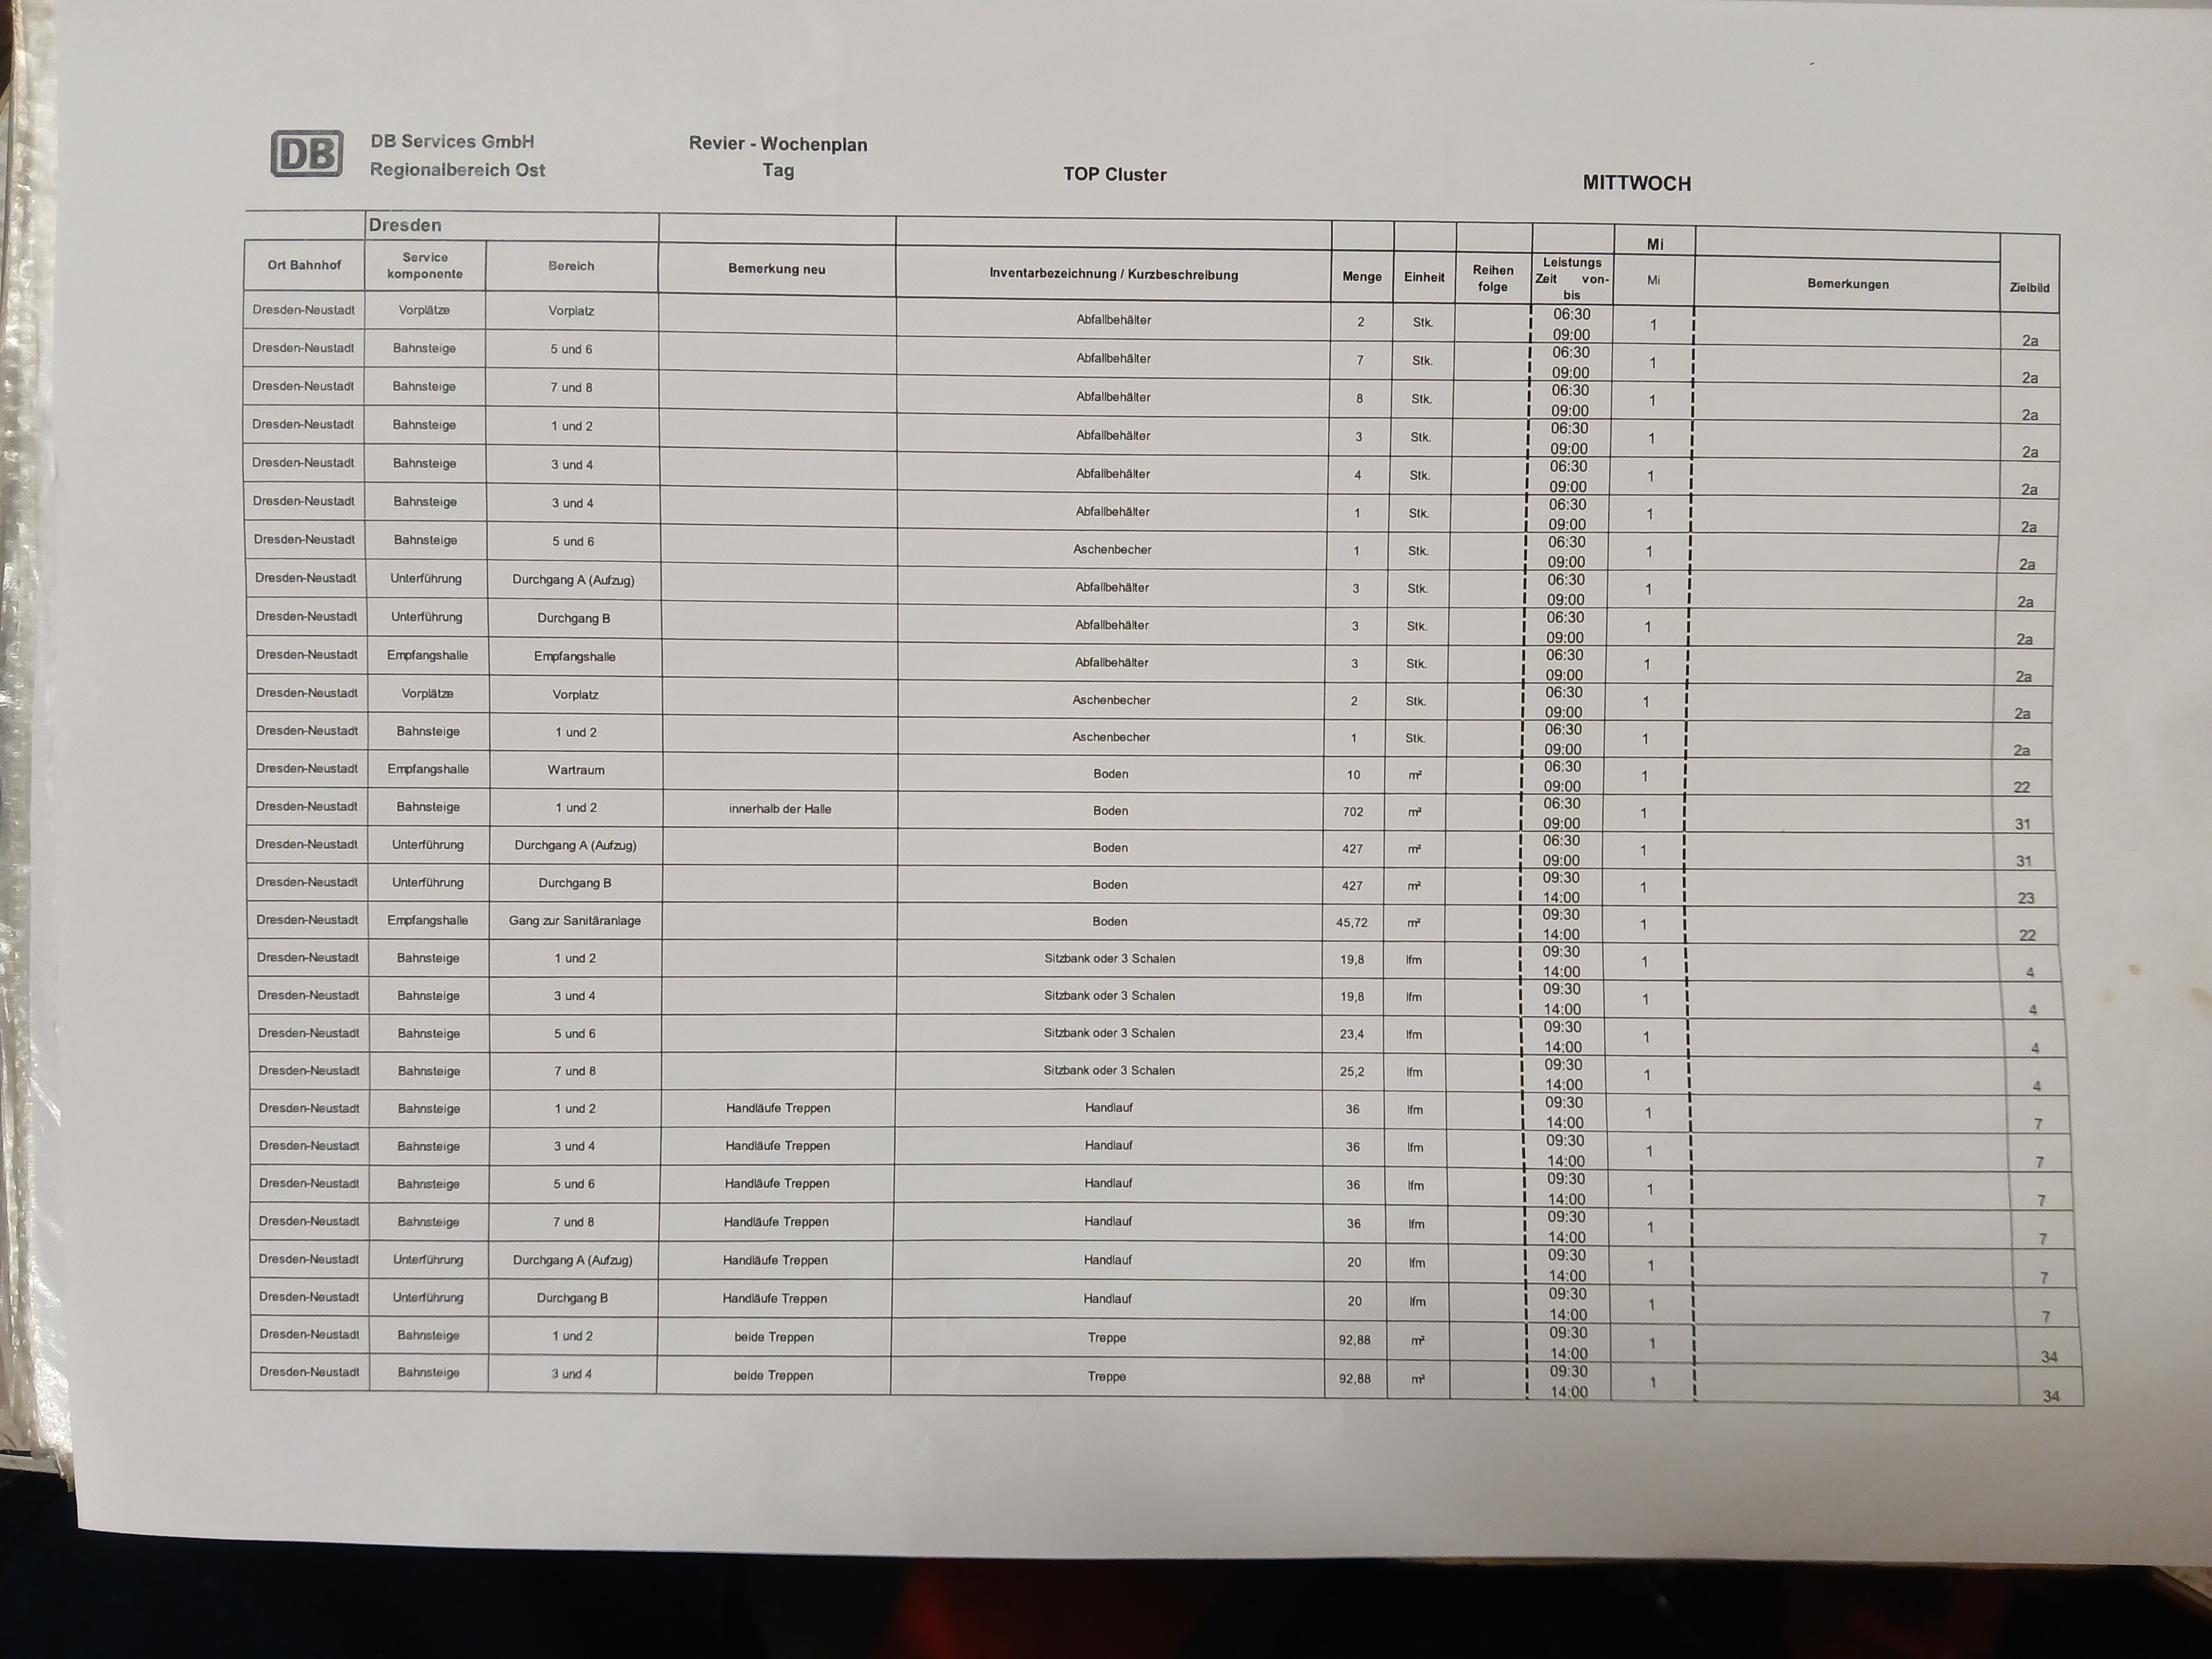 DB
DB Services GmbH
Regionalbereich Ost
Revier - Wochenplan
Tag
TOP Cluster
MITTWOCH
Dresden
Mi
Ort Bahnhof Service komponente Bereich Bemerkung neu Inventarbezeichnung / Kurzbeschreibung Menge Einheit Reihen folge Leistungs Zeit von- bis Mi Bemerkungen Zielbild
Dresden-Neustadt Vorplätze Vorplatz Abfallbehälter 2 Stk. 06:30 09:00 1 2a
Dresden-Neustadt Bahnsteige 5 und 6 Abfallbehälter 7 Stk. 06:30 09:00 1 2a
Dresden-Neustadt Bahnsteige 7 und 8 Abfallbehälter 8 Stk. 06:30 09:00 1 2a
Dresden-Neustadt Bahnsteige 1 und 2 Abfallbehälter 3 Stk. 06:30 09:00 1 2a
Dresden-Neustadt Bahnsteige 3 und 4 Abfallbehälter 4 Stk. 06:30 09:00 1 2a
Dresden-Neustadt Bahnsteige 3 und 4 Abfallbehälter 1 Stk. 06:30 09:00 1 2a
Dresden-Neustadt Bahnsteige 5 und 6 Aschenbecher 1 Stk. 06:30 09:00 1 2a
Dresden-Neustadt Unterführung Durchgang A (Aufzug) Abfallbehälter 3 Stk. 06:30 09:00 1 2a
Dresden-Neustadt Unterführung Durchgang B Abfallbehälter 3 Stk. 06:30 09:00 1 2a
Dresden-Neustadt Empfangshalle Empfangshalle Abfallbehälter 3 Stk. 06:30 09:00 1 2a
Dresden-Neustadt Vorplätze Vorplatz Aschenbecher 2 Stk. 06:30 09:00 1 2a
Dresden-Neustadt Bahnsteige 1 und 2 Aschenbecher 1 Stk. 06:30 09:00 1 2a
Dresden-Neustadt Empfangshalle Wartraum Boden 10 m² 06:30 09:00 1 22
Dresden-Neustadt Bahnsteige 1 und 2 innerhalb der Halle Boden 702 m² 06:30 09:00 1 31
Dresden-Neustadt Unterführung Durchgang A (Aufzug) Boden 427 m² 06:30 09:00 1 31
Dresden-Neustadt Unterführung Durchgang B Boden 427 m² 09:30 14:00 1 23
Dresden-Neustadt Empfangshalle Gang zur Sanitäranlage Boden 45,72 m² 09:30 14:00 1 22
Dresden-Neustadt Bahnsteige 1 und 2 Sitzbank oder 3 Schalen 19,8 lfm 09:30 14:00 1 4
Dresden-Neustadt Bahnsteige 3 und 4 Sitzbank oder 3 Schalen 19,8 lfm 09:30 14:00 1 4
Dresden-Neustadt Bahnsteige 5 und 6 Sitzbank oder 3 Schalen 23,4 lfm 09:30 14:00 1 4
Dresden-Neustadt Bahnsteige 7 und 8 Sitzbank oder 3 Schalen 25,2 lfm 09:30 14:00 1 4
Dresden-Neustadt Bahnsteige 1 und 2 Handläufe Treppen Handlauf 36 lfm 09:30 14:00 1 7
Dresden-Neustadt Bahnsteige 3 und 4 Handläufe Treppen Handlauf 36 lfm 09:30 14:00 1 7
Dresden-Neustadt Bahnsteige 5 und 6 Handläufe Treppen Handlauf 36 lfm 09:30 14:00 1 7
Dresden-Neustadt Bahnsteige 7 und 8 Handläufe Treppen Handlauf 36 lfm 09:30 14:00 1 7
Dresden-Neustadt Unterführung Durchgang A (Aufzug) Handläufe Treppen Handlauf 20 lfm 09:30 14:00 1 7
Dresden-Neustadt Unterführung Durchgang B Handläufe Treppen Handlauf 20 lfm 09:30 14:00 1 7
Dresden-Neustadt Bahnsteige 1 und 2 beide Treppen Treppe 92,88 m² 09:30 14:00 1 34
Dresden-Neustadt Bahnsteige 3 und 4 beide Treppen Treppe 92,88 m² 09:30 14:00 1 34